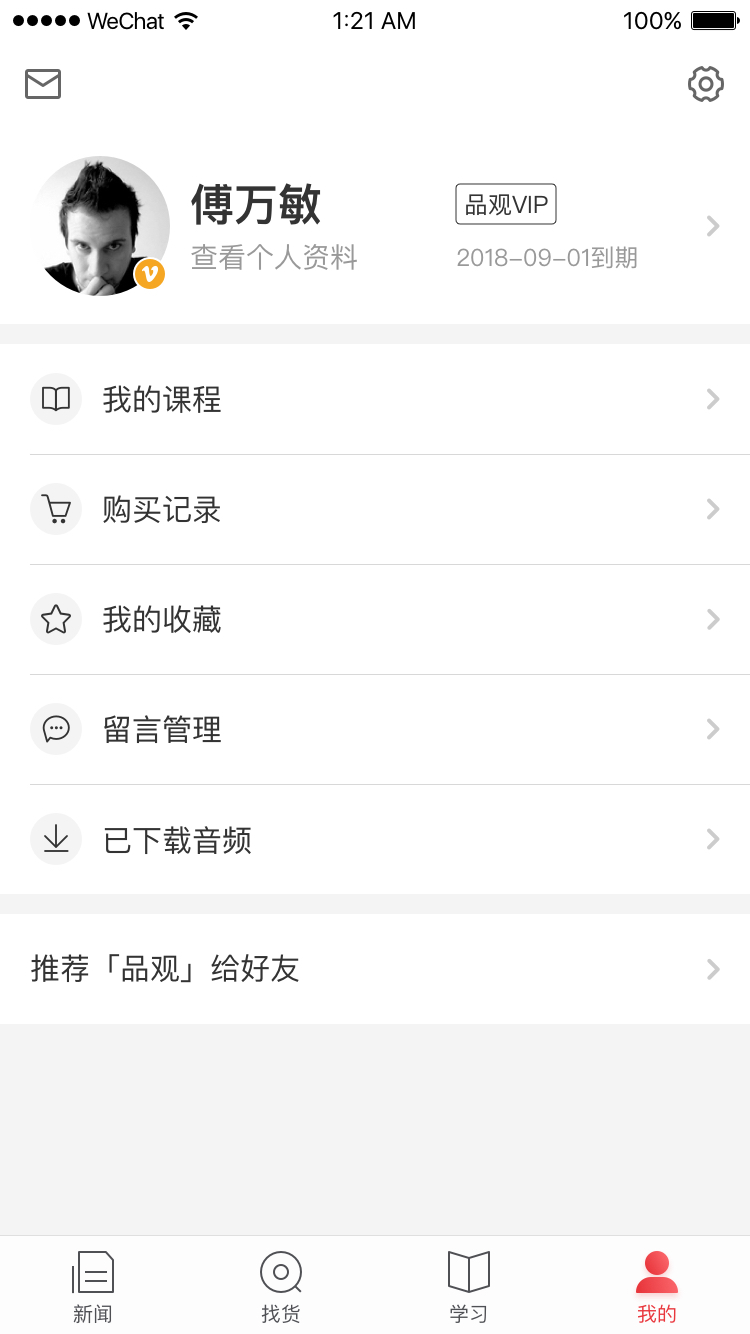 WeChat 1:21 AM 100%
傅万敏 品观VIP
查看个人资料 2018-09-01到期
我的课程
购买记录
我的收藏
留言管理
已下载音频
推荐「品观」给好友
新闻 找货 学习 我的